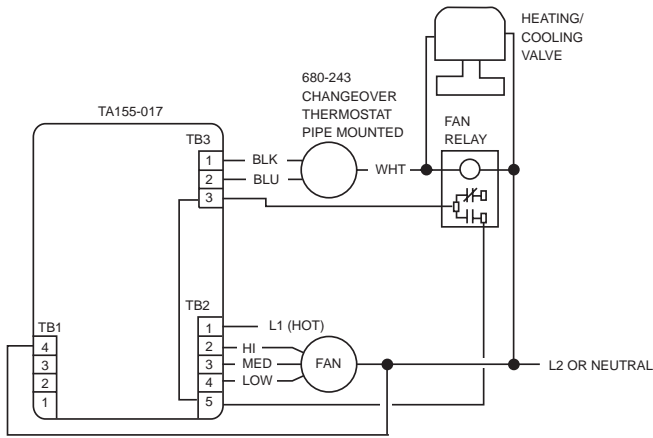 HEATING/
COOLING
VALVE
680-243
CHANGEOVER
THERMOSTAT
PIPE MOUNTED
FAN
RELAY
TA155-017
TB3
1 BLK
2 BLU
3
WHT
TB2
1 L1 (HOT)
2 HI
3 MED
4 LOW
5
FAN
L2 OR NEUTRAL
TB1
4
3
2
1